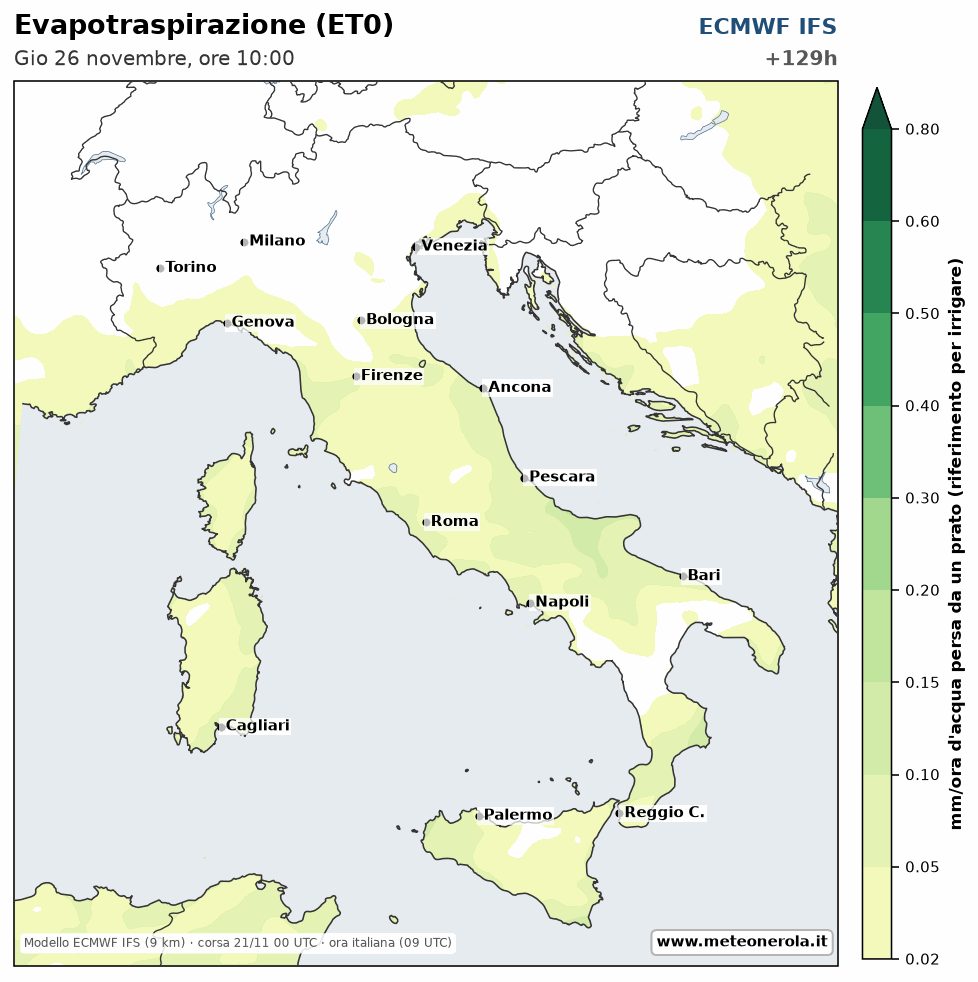 Evapotraspirazione (ET0)
ECMWF IFS
Gio 26 novembre, ore 10:00
+129h
Milano
Venezia
Torino
Genova
Bologna
Firenze
Ancona
Pescara
Roma
Bari
Napoli
Cagliari
Palermo
Reggio C.
0.80
0.60
0.50
0.40
0.30
0.20
0.15
0.10
0.05
0.02
mm/ora d'acqua persa da un prato (riferimento per irrigare)
Modello ECMWF IFS (9 km) · corsa 21/11 00 UTC · ora italiana (09 UTC)
www.meteonerola.it